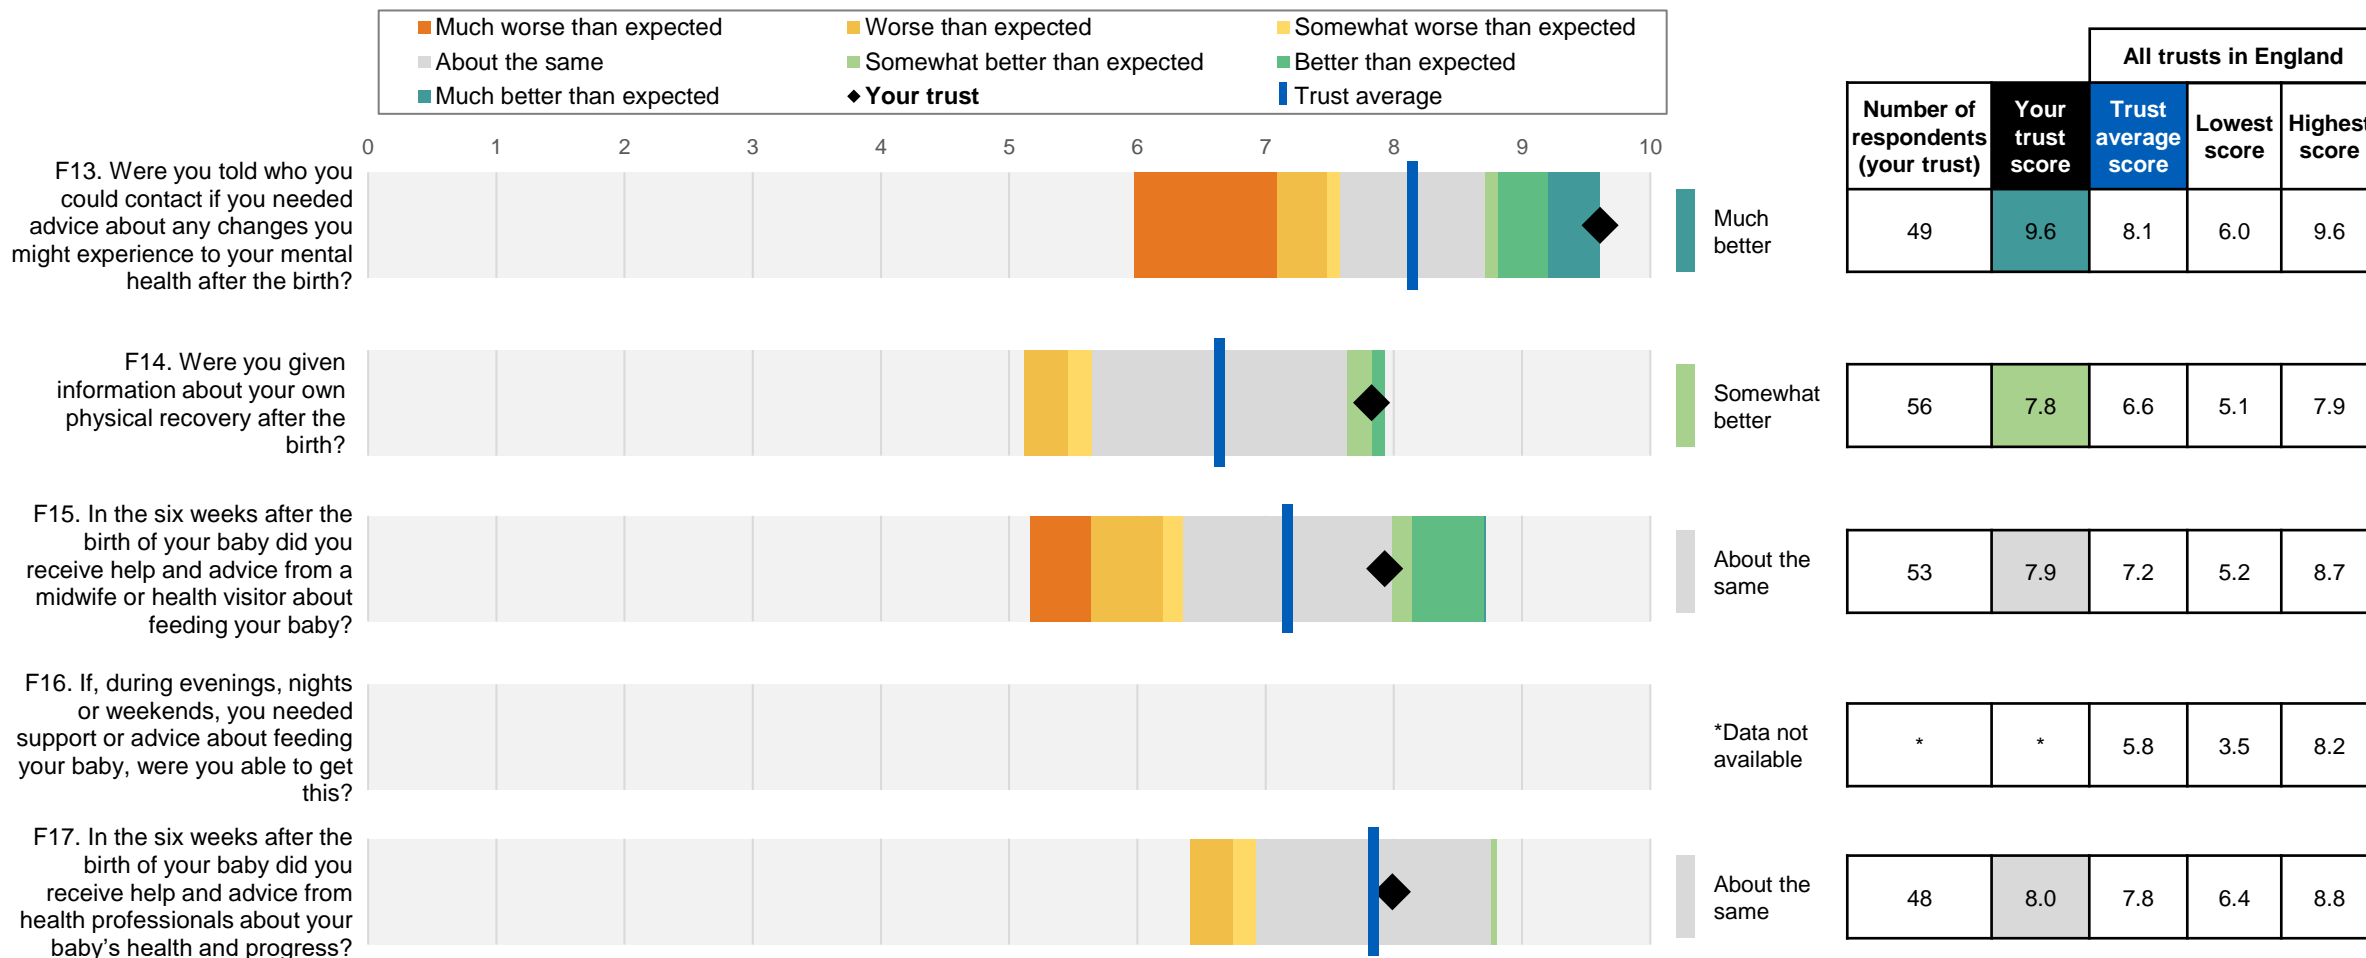 Much worse than expected
Worse than expected
Somewhat worse than expected
About the same
Somewhat better than expected
Better than expected
Much better than expected
Your trust
Trust average
All trusts in England
Number of
respondents
(your trust)
Your
trust
score
Trust
average
score
Lowest
score
Highest
score
0 1 2 3 4 5 6 7 8 9 10
F13. Were you told who you
could contact if you needed
advice about any changes you
might experience to your mental
health after the birth?
Much
better
49 9.6 8.1 6.0 9.6
F14. Were you given
information about your own
physical recovery after the
birth?
Somewhat
better
56 7.8 6.6 5.1 7.9
F15. In the six weeks after the
birth of your baby did you
receive help and advice from a
midwife or health visitor about
feeding your baby?
About the
same
53 7.9 7.2 5.2 8.7
F16. If, during evenings, nights
or weekends, you needed
support or advice about feeding
your baby, were you able to get
this?
*Data not
available
* * 5.8 3.5 8.2
F17. In the six weeks after the
birth of your baby did you
receive help and advice from
health professionals about your
baby’s health and progress?
About the
same
48 8.0 7.8 6.4 8.8